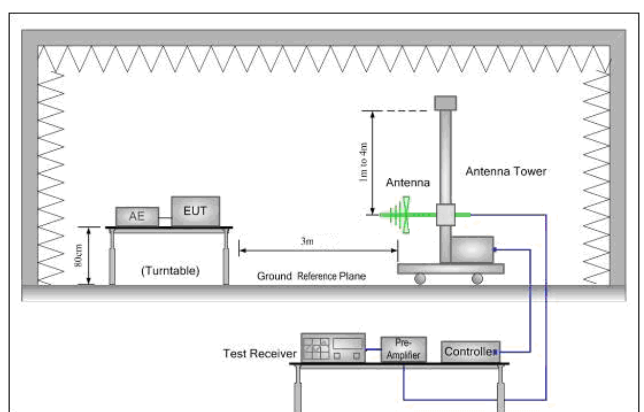 1m to 4m
Antenna
Antenna Tower
AE
EUT
3m
80cm
(Turntable)
Ground Reference Plane
Test Receiver
Pre-
Amplifier
Controller